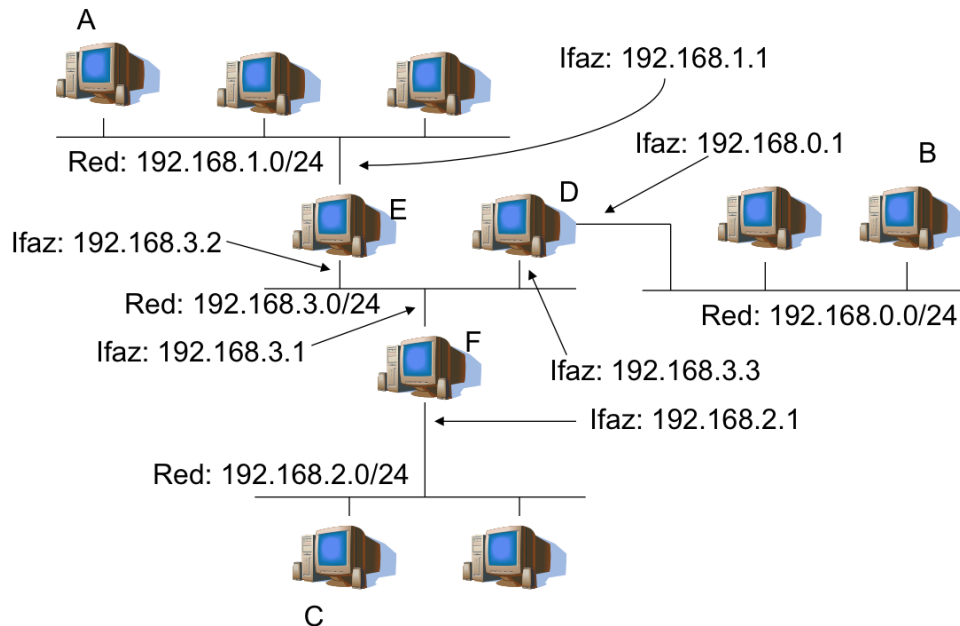 A
Ifaz: 192.168.1.1
Ifaz: 192.168.0.1
Red: 192.168.1.0/24
B
D
E
Ifaz: 192.168.3.2
Red: 192.168.3.0/24
Red: 192.168.0.0/24
Ifaz: 192.168.3.1
F
Ifaz: 192.168.3.3
Ifaz: 192.168.2.1
Red: 192.168.2.0/24
C